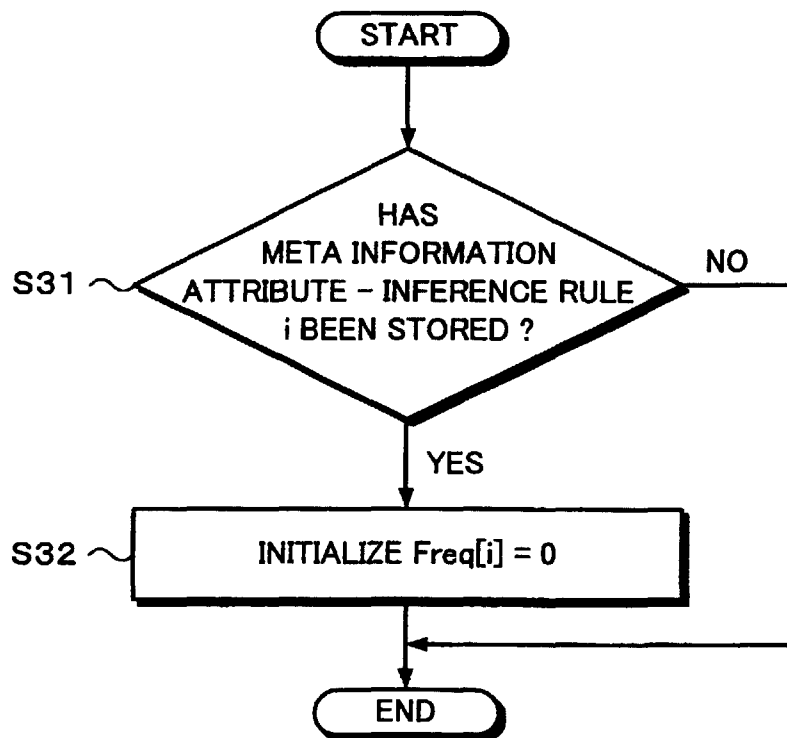 START
HAS
META INFORMATION
ATTRIBUTE – INFERENCE RULE
i BEEN STORED ?
S31
NO
YES
S32
INITIALIZE Freq[i] = 0
END